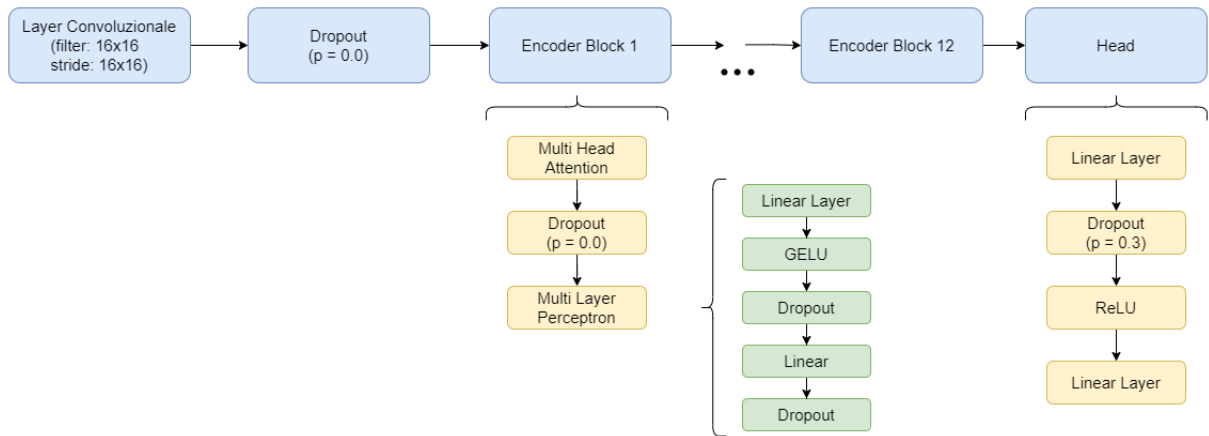 Layer Convoluzionale
(filter: 16x16
stride: 16x16)
Dropout
(p = 0.0)
Encoder Block 1
...
Encoder Block 12
Head
Multi Head
Attention
Dropout
(p = 0.0)
Multi Layer
Perceptron
Linear Layer
GELU
Dropout
Linear
Dropout
Linear Layer
Dropout
(p = 0.3)
ReLU
Linear Layer